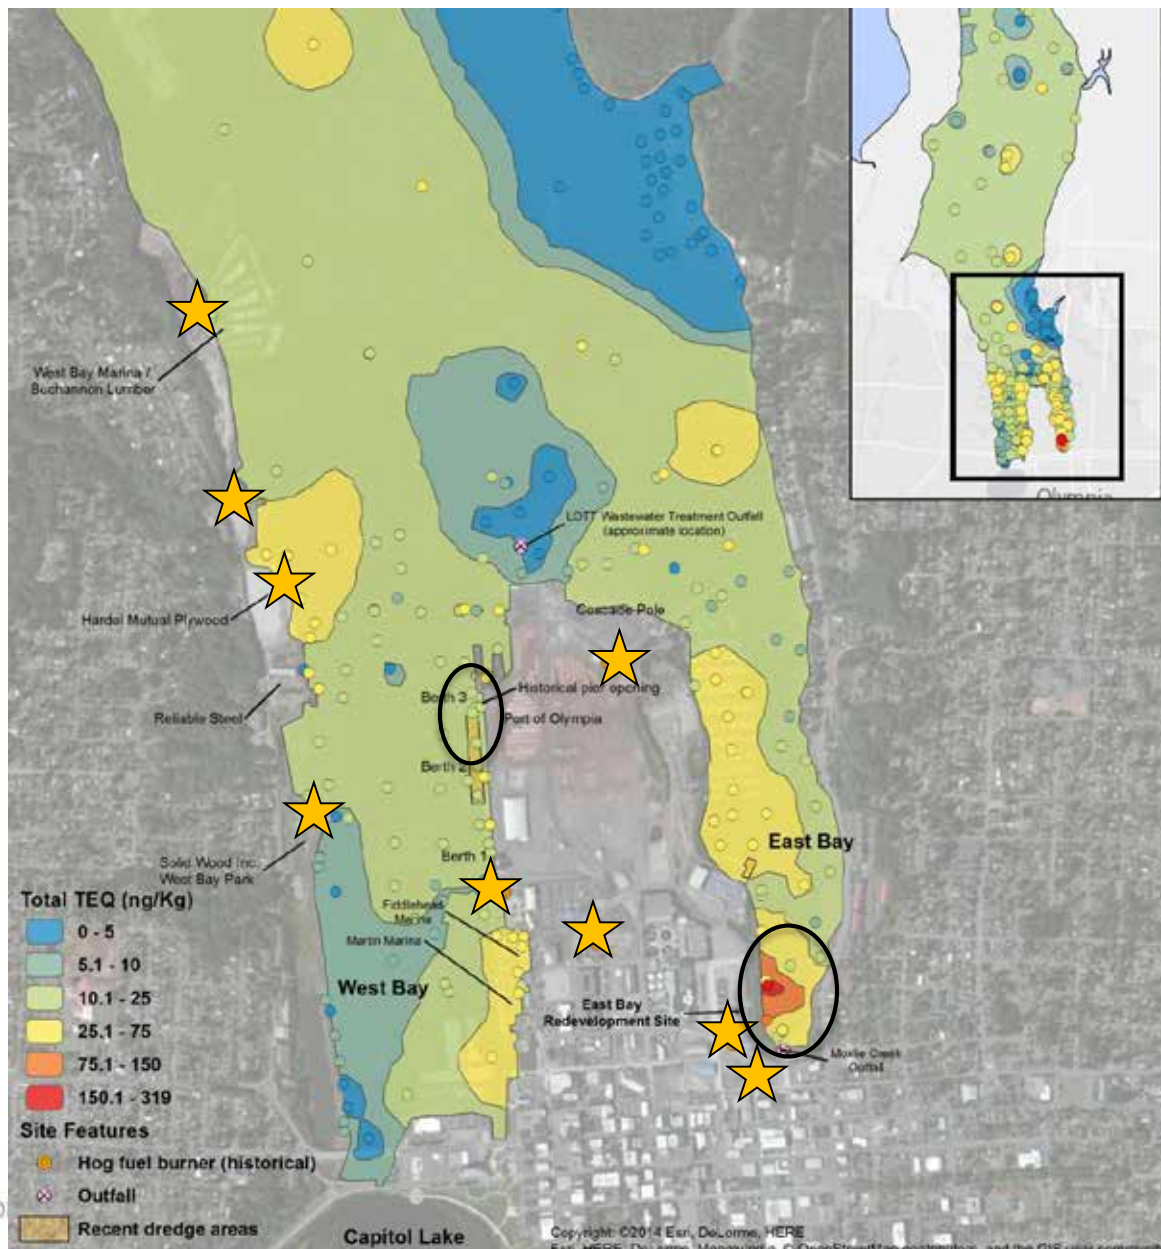 West Bay Marina /
Buchannon Lumber
LOTT Wastewater Treatment Outfall
(approximate location)
Hardel Mutual Plywood
Cascade Pole
Berth 3
Historical pier opening
Reliable Steel
Port of Olympia
Berth 2
East Bay
Berth 1
Solid Wood Inc.
West Bay Park
Fiddlehead
Marina
Martin Marina
West Bay
East Bay
Redevelopment Site
Moxlie Creek
Outfall
Olympia
Total TEQ (ng/Kg)
0 - 5
5.1 - 10
10.1 - 25
25.1 - 75
75.1 - 150
150.1 - 319
Site Features
Hog fuel burner (historical)
Outfall
Recent dredge areas
Capitol Lake
Copyright: ©2014 Esri, DeLorme, HERE